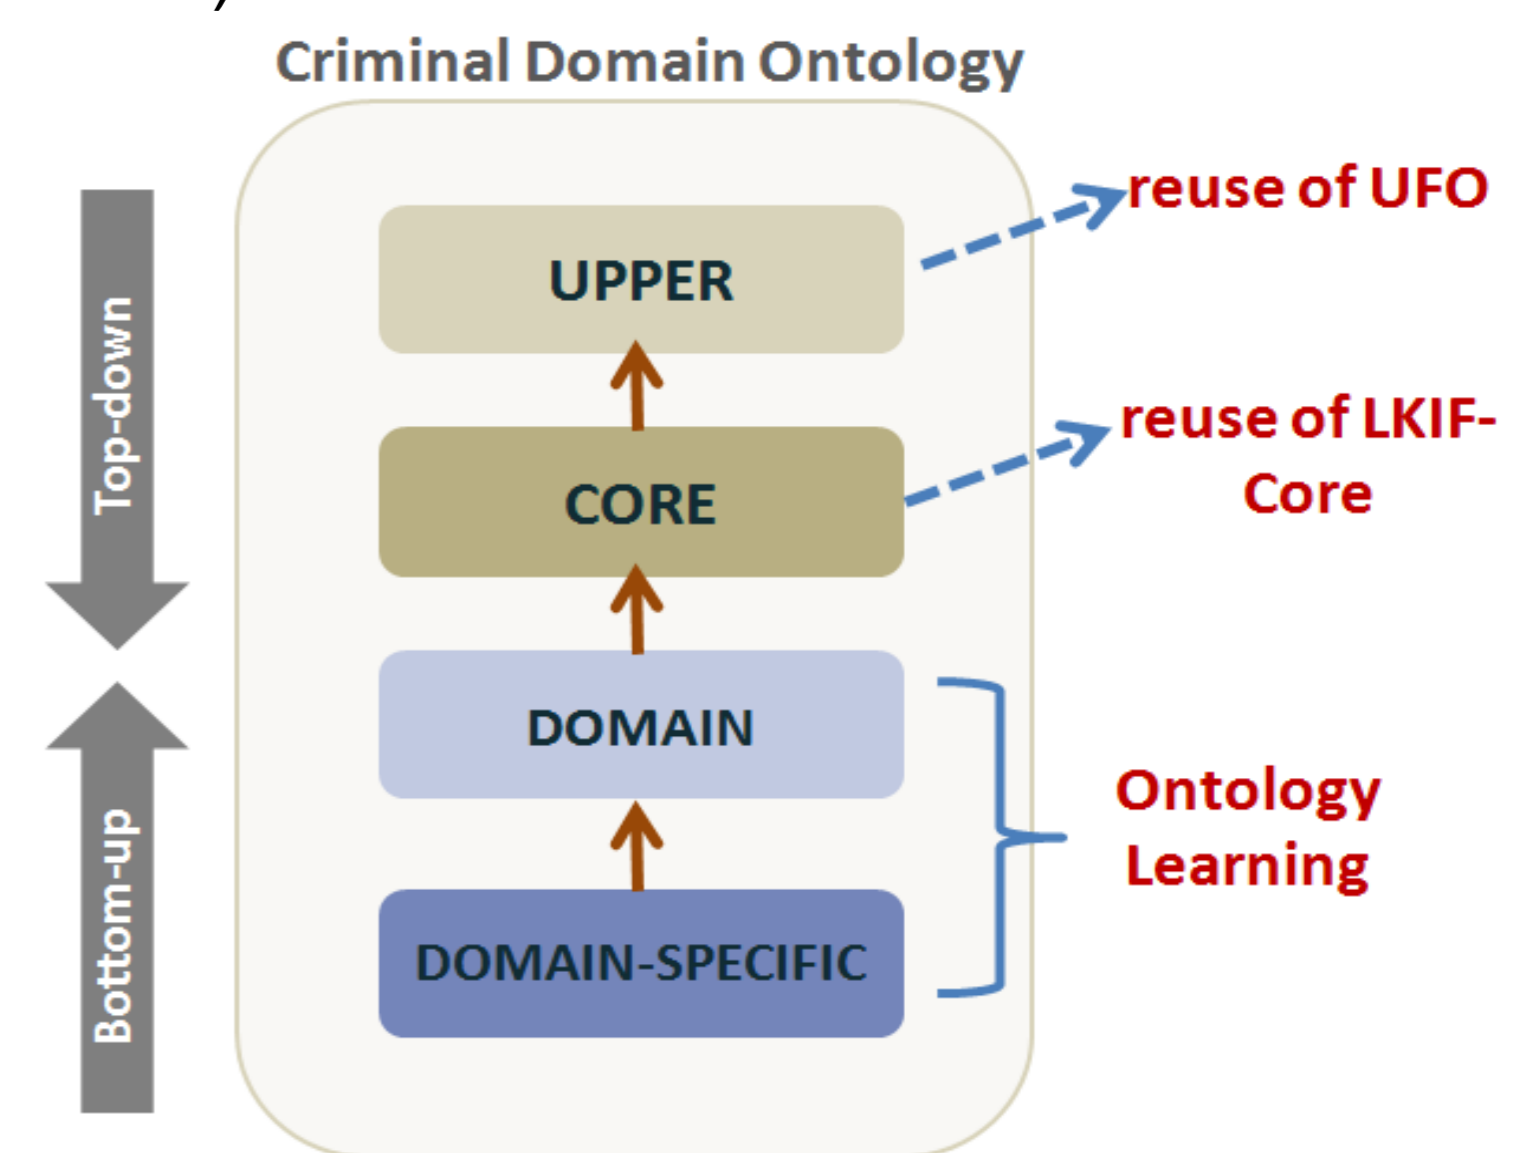 Criminal Domain Ontology
Top-down
UPPER
reuse of UFO
CORE
reuse of LKIF-
Core
Bottom-up
DOMAIN
DOMAIN-SPECIFIC
Ontology
Learning